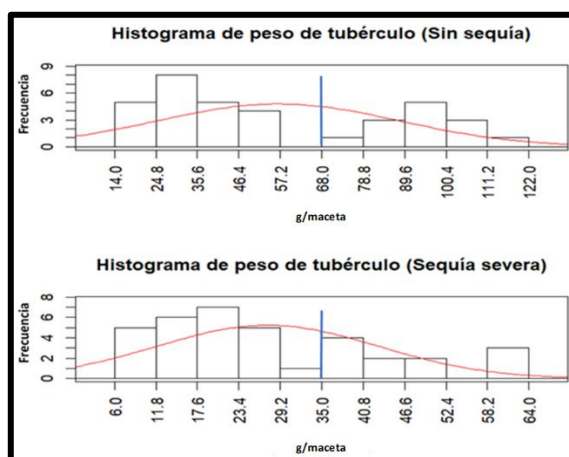 Histograma de peso de tubérculo (Sin sequía)
Frecuencia
9
6
3
0
14.0 24.8 35.6 46.4 57.2 68.0 78.8 89.6 100.4 111.2 122.0
g/maceta
Histograma de peso de tubérculo (Sequía severa)
Frecuencia
8
6
4
2
0
6.0 11.8 17.6 23.4 29.2 35.0 40.8 46.6 52.4 58.2 64.0
g/maceta